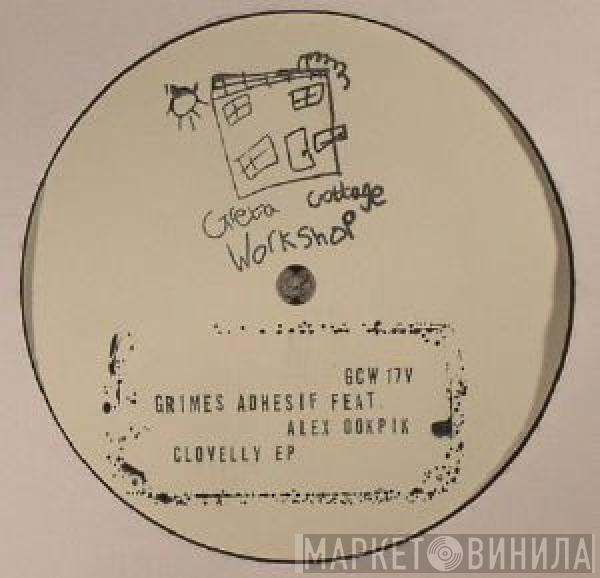 Greta Cottage
Workshop
GCW 17V
GRIMES ADHESIF FEAT.
ALEX OOKPIK
CLOVELLY EP
МАРКЕТ ВИНИЛА